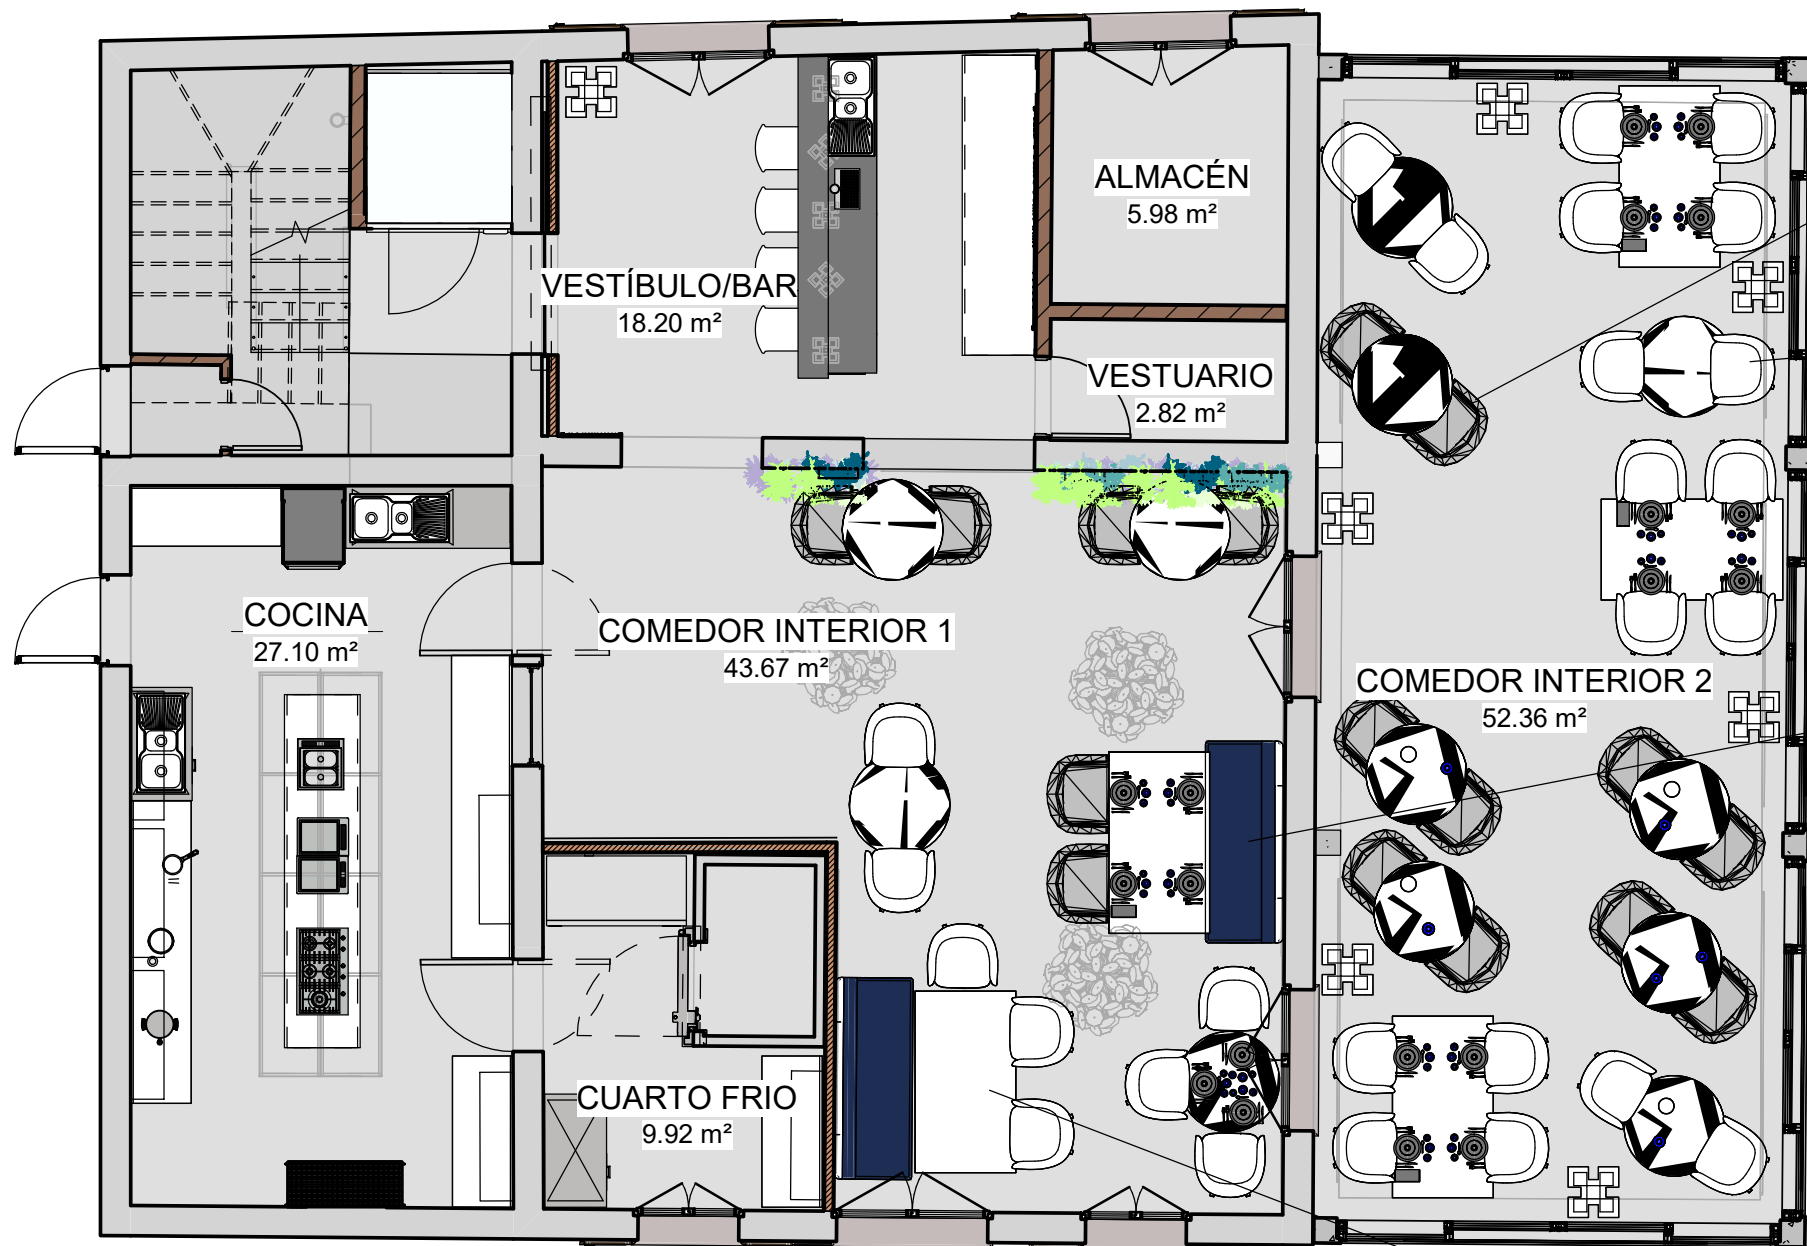 ALMACÉN
5.98 m²
VESTÍBULO/BAR
18.20 m²
VESTUARIO
2.82 m²
COCINA
27.10 m²
COMEDOR INTERIOR 1
43.67 m²
COMEDOR INTERIOR 2
52.36 m²
CUARTO FRIO
9.92 m²